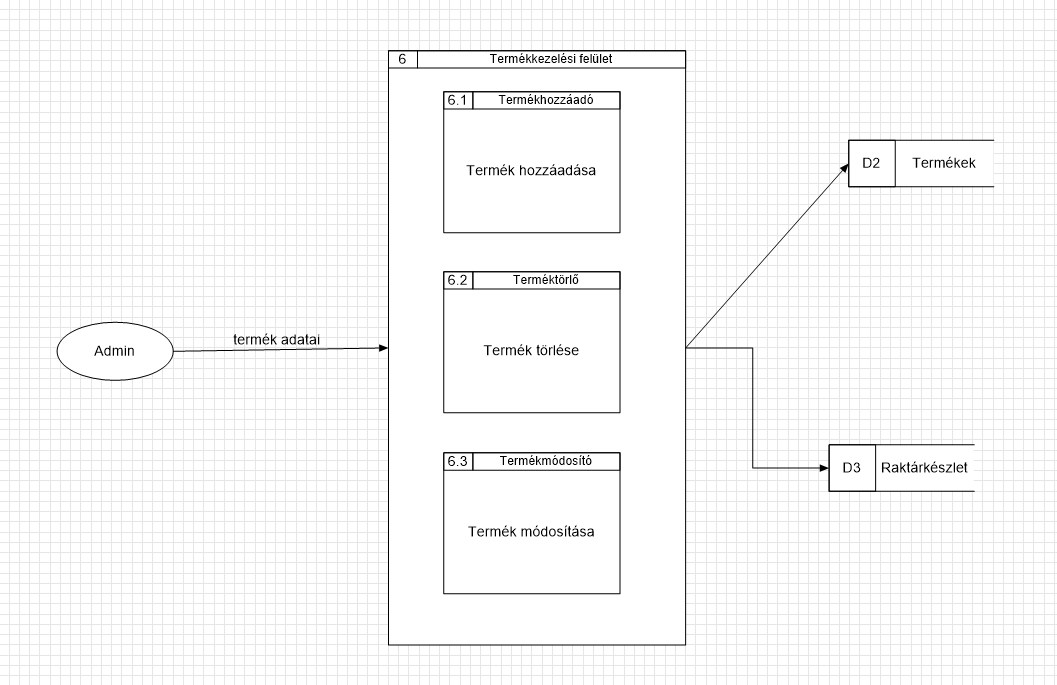 6 Termékkezelési felület
6.1 Termékhozzáadó
Termék hozzáadása
6.2 Terméktörlő
Termék törlése
6.3 Termékmódosító
Termék módosítása
Admin
termék adatai
D2 Termékek
D3 Raktárkészlet